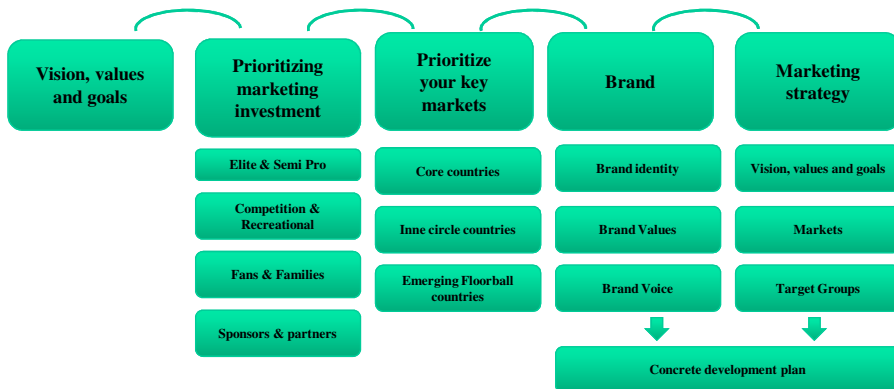 Vision, values
and goals
Prioritizing
marketing
investment
Prioritize
your key
markets
Brand
Marketing
strategy
Elite & Semi Pro
Competition &
Recreational
Fans & Families
Sponsors & partners
Core countries
Inne circle countries
Emerging Floorball
countries
Brand identity
Brand Values
Brand Voice
Vision, values and goals
Markets
Target Groups
Concrete development plan